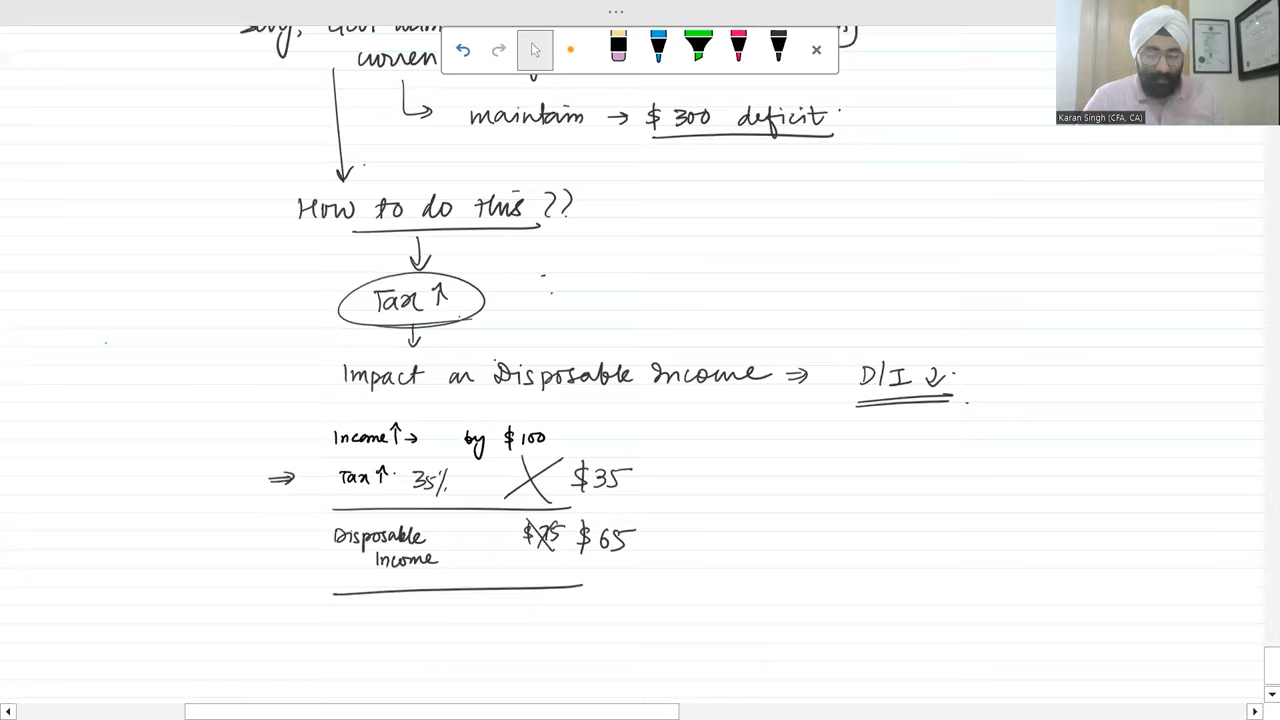 curren
maintain → $ 300 deficit
How to do this ??
Tax ↑
Impact on Disposable Income ⇒ D/I ↓
Income ↑ → by $ 100
⇒ Tax ↑ 35% $35
Disposable $ 65
Income
Karan Singh (CFA, CA)